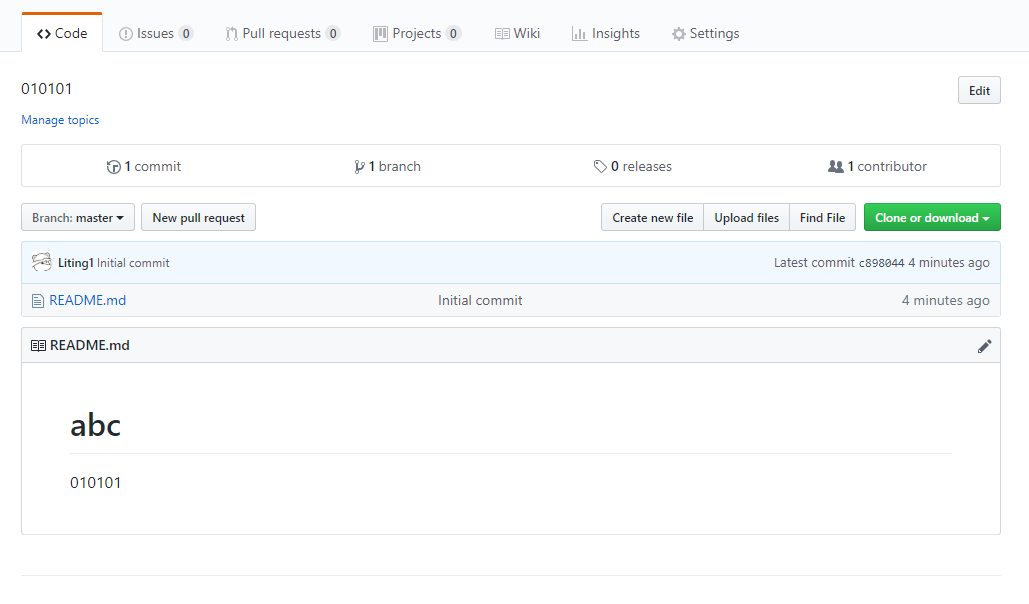 Code Issues 0 Pull requests 0 Projects 0 Wiki Insights Settings
010101 Edit
Manage topics
1 commit 1 branch 0 releases 1 contributor
Branch: master New pull request Create new file Upload files Find File Clone or download
Liting1 Initial commit Latest commit c898044 4 minutes ago
README.md Initial commit 4 minutes ago
README.md
abc
010101